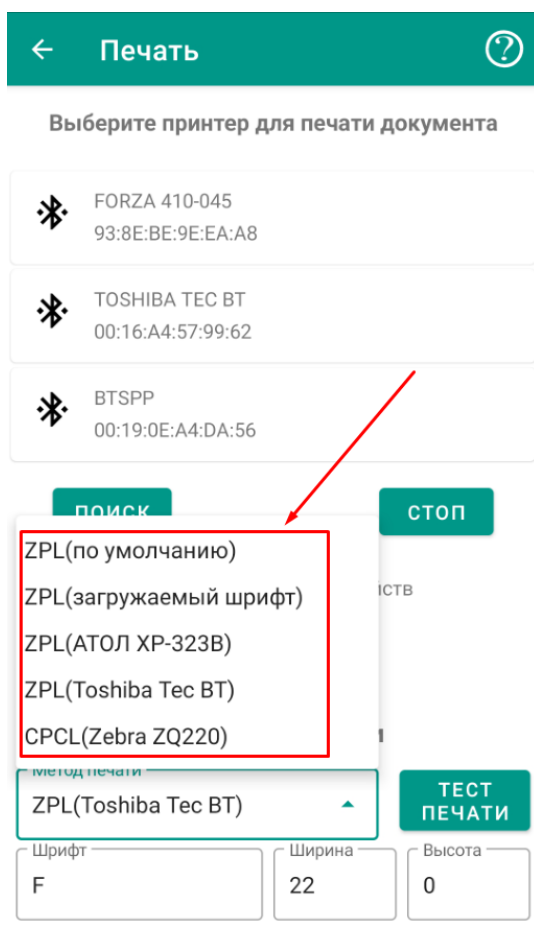 Печать
Выберите принтер для печати документа
FORZA 410-045
93:8E:BE:9E:EA:A8
TOSHIBA TEC BT
00:16:A4:57:99:62
BTSPP
00:19:0E:A4:DA:56
ПОИСК
СТОП
ZPL(по умолчанию)
ZPL(загружаемый шрифт)
ZPL(АТОЛ XP-323B)
ZPL(Toshiba Tec BT)
CPCL(Zebra ZQ220)
Метод печати
ZPL(Toshiba Tec BT)
ТЕСТ
ПЕЧАТИ
Шрифт
F
Ширина
22
Высота
0